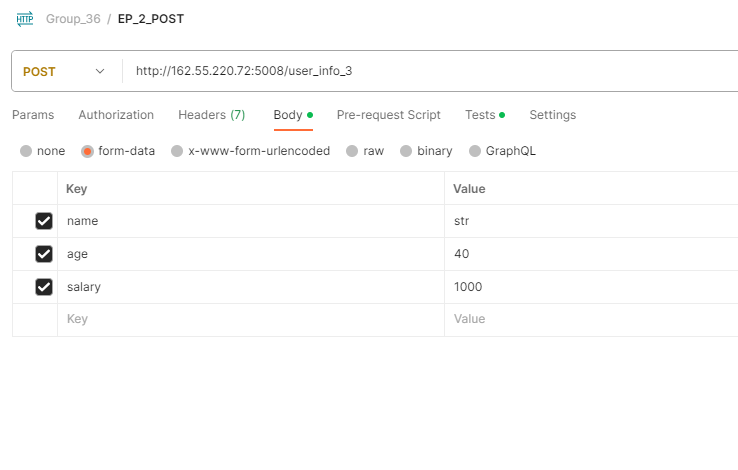 HTTP Group_36 / EP_2_POST
POST http://162.55.220.72:5008/user_info_3
Params Authorization Headers (7) Body Pre-request Script Tests Settings
none form-data x-www-form-urlencoded raw binary GraphQL
Key Value
name str
age 40
salary 1000
Key Value